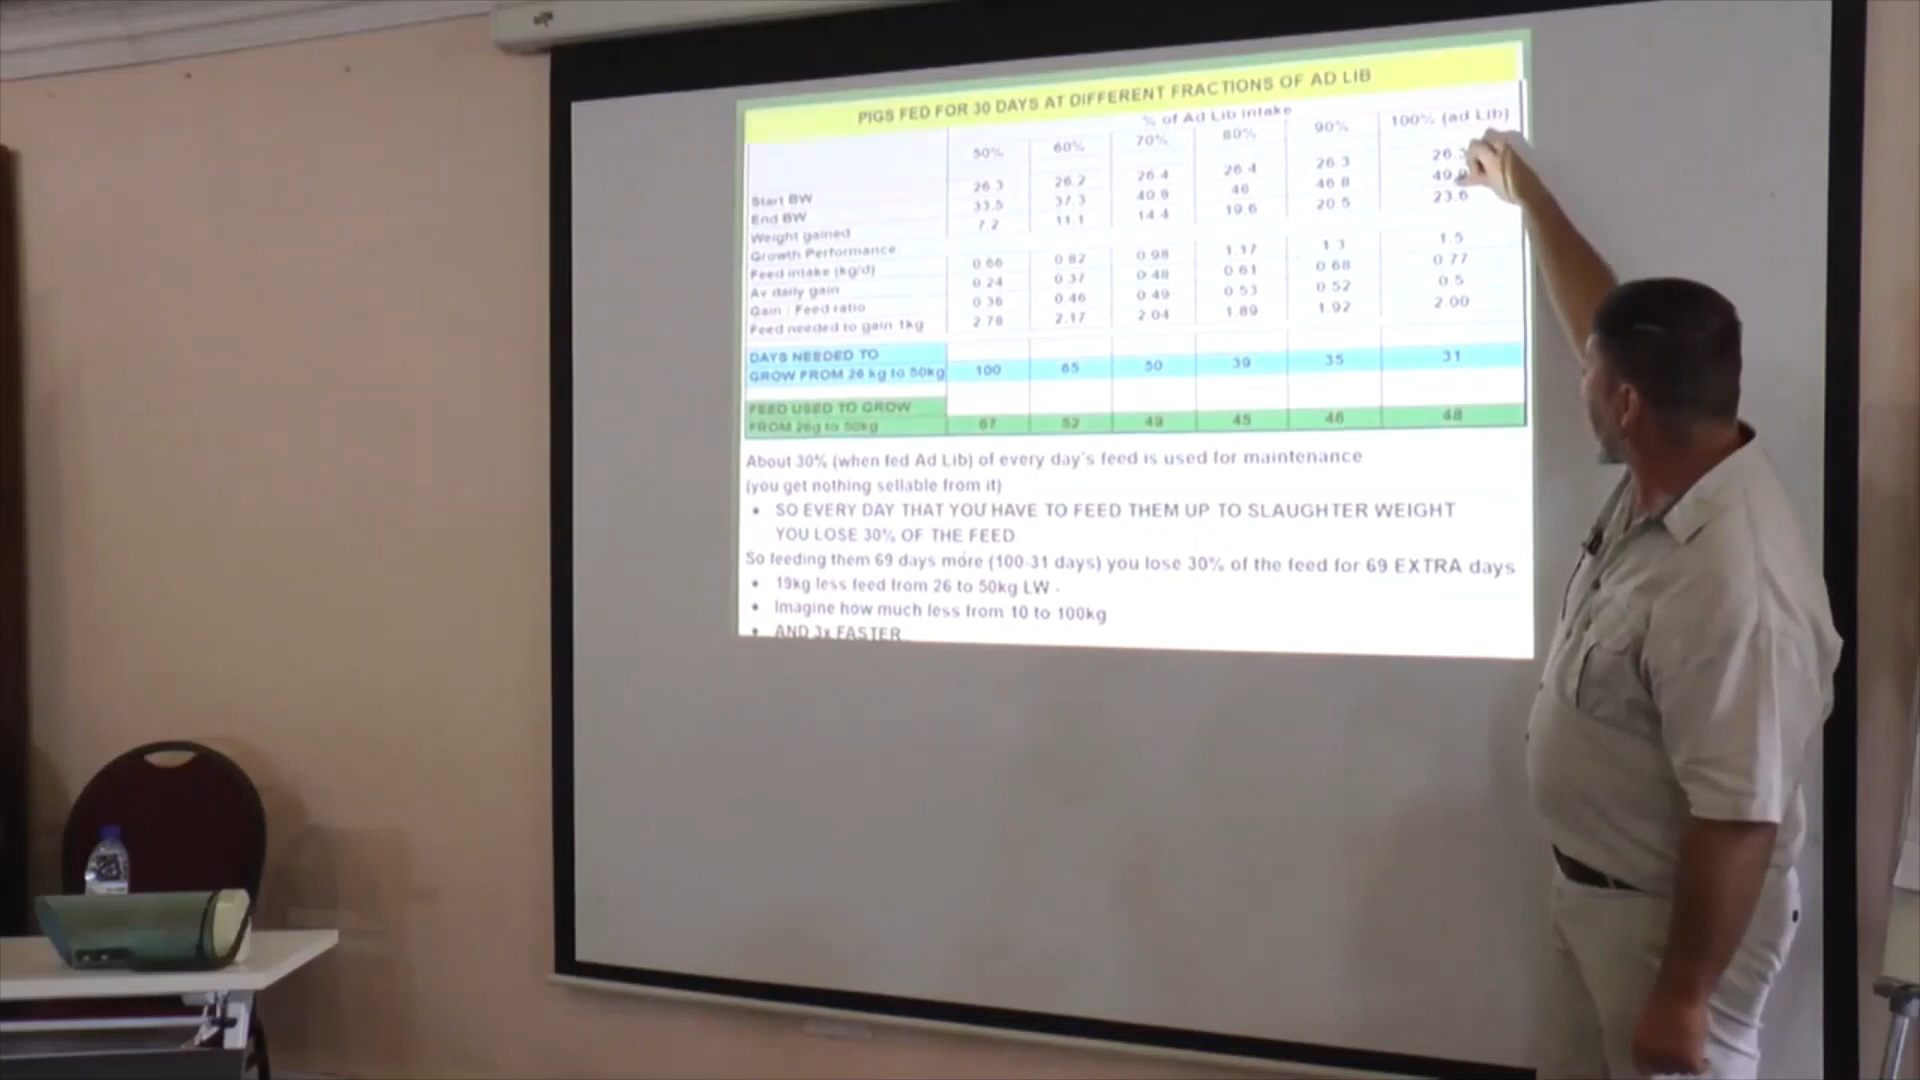 PIGS FED FOR 30 DAYS AT DIFFERENT FRACTIONS OF AD LIB
% of Ad Lib intake
50% 60% 70% 80% 90% 100% (ad Lib)
Start BW 26.3 26.2 26.4 26.4 26.3 26.
End BW 33.5 37.3 40.8 46 46.8 49.9
Weight gained 7.2 11.1 14.4 19.6 20.5 23.6
Growth Performance
Feed intake (kg/d) 0.66 0.82 0.98 1.17 1.3 1.5
Av daily gain 0.24 0.37 0.48 0.61 0.68 0.77
Gain : Feed ratio 0.36 0.46 0.49 0.53 0.52 0.5
Feed needed to gain 1kg 2.78 2.17 2.04 1.89 1.92 2.00
DAYS NEEDED TO
GROW FROM 26 kg to 50kg 100 65 50 39 35 31
FEED USED TO GROW
FROM 26g to 50kg 67 52 49 45 46 48
About 30% (when fed Ad Lib) of every day's feed is used for maintenance
(you get nothing sellable from it)
• SO EVERY DAY THAT YOU HAVE TO FEED THEM UP TO SLAUGHTER WEIGHT
YOU LOSE 30% OF THE FEED.
So feeding them 69 days more (100-31 days) you lose 30% of the feed for 69 EXTRA days
• 19kg less feed from 26 to 50kg LW -
• Imagine how much less from 10 to 100kg
• AND 3x FASTER